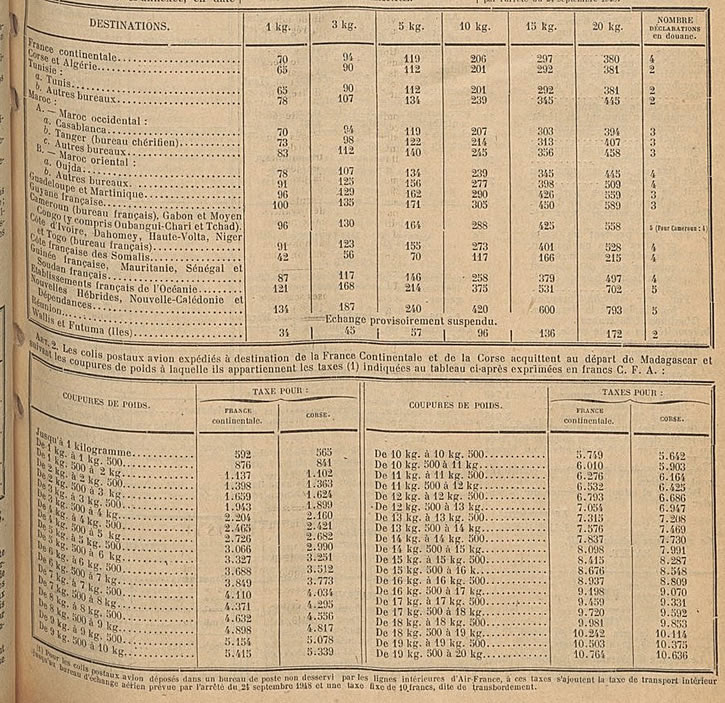 DESTINATIONS. 1 kg. 3 kg. 5 kg. 10 kg. 15 kg. 20 kg. NOMBRE DÉCLARATIONS en douane.
France continentale 70 94 119 206 297 380 4
Corse et Algérie 65 90 112 201 292 381 2
Tunisie :
a. Tunis 65 90 112 201 292 381 2
b. Autres bureaux 78 107 134 239 345 445 2
Maroc :
A. — Maroc occidental :
a. Casablanca 70 94 119 207 303 394 3
b. Tanger (bureau chérifien) 73 98 122 214 313 407 3
c. Autres bureaux 83 112 140 245 356 458 3
B. — Maroc oriental :
a. Oujda 78 107 134 239 345 445 4
b. Autres bureaux 91 125 156 277 398 509 4
Guadeloupe et Martinique 96 129 162 290 426 559 3
Guyane française 100 135 171 305 450 589 3
Cameroun (bureau français), Gabon et Moyen
Congo (y compris Oubangui-Chari et Tchad). 96 130 164 288 425 558 5 (Pour Cameroun : 4)
Côte d'Ivoire, Dahomey, Haute-Volta, Niger
et Togo (bureau français) 91 123 155 273 401 528 4
Côte française des Somalis 42 56 70 117 166 215 4
Guinée française, Mauritanie, Sénégal et
Soudan français 87 117 146 258 379 497 4
Etablissements français de l'Océanie 121 168 214 375 531 702 5
Nouvelles Hébrides, Nouvelle-Calédonie et
Dépendances 134 187 240 420 600 793 5
Réunion Echange provisoirement suspendu.
Wallis et Futuma (Iles) 34 45 57 96 136 172 2
ART. 2. Les colis postaux avion expédiés à destination de la France Continentale et de la Corse acquittent au départ de Madagascar et
suivant les coupures de poids à laquelle ils appartiennent les taxes (1) indiquées au tableau ci-après exprimées en francs C. F. A. :
COUPURES DE POIDS. TAXE POUR : FRANCE continentale. CORSE.
Jusqu'à 1 kilogramme 592 565
De 1 kg. à 1 kg. 500 876 841
De 1 kg. 500 à 2 kg. 1.137 1.102
De 2 kg. à 2 kg. 500 1.398 1.363
De 2 kg. 500 à 3 kg. 1.659 1.624
De 3 kg. à 3 kg. 500 1.943 1.899
De 3 kg. 500 à 4 kg. 2.204 2.160
De 4 kg. à 4 kg. 500 2.465 2.421
De 4 kg. 500 à 5 kg. 2.726 2.682
De 5 kg. à 5 kg. 500 3.066 2.990
De 5 kg. 500 à 6 kg. 3.327 3.251
De 6 kg. à 6 kg. 500 3.688 3.512
De 6 kg. 500 à 7 kg. 3.849 3.773
De 7 kg. à 7 kg. 500 4.110 4.034
De 7 kg. 500 à 8 kg. 4.371 4.295
De 8 kg. à 8 kg. 500 4.632 4.556
De 8 kg. 500 à 9 kg. 4.898 4.817
De 9 kg. à 9 kg. 500 5.154 5.078
De 9 kg. 500 à 10 kg. 5.415 5.339
COUPURES DE POIDS. TAXES POUR : FRANCE continentale. CORSE.
De 10 kg. à 10 kg. 500 5.749 5.642
De 10 kg. 500 à 11 kg. 6.010 5.903
De 11 kg. à 11 kg. 500 6.276 6.164
De 11 kg. 500 à 12 kg. 6.532 6.425
De 12 kg. à 12 kg. 500 6.793 6.686
De 12 kg. 500 à 13 kg. 7.054 6.947
De 13 kg. à 13 kg. 500 7.315 7.208
De 13 kg. 500 à 14 kg. 7.576 7.469
De 14 kg. à 14 kg. 500 7.837 7.730
De 14 kg. 500 à 15 kg. 8.098 7.991
De 15 kg. à 15 kg. 500 8.415 8.287
De 15 kg. 500 à 16 k. 8.676 8.548
De 16 kg. à 16 kg. 500 8.937 8.809
De 16 kg. 500 à 17 kg. 9.198 9.070
De 17 kg. à 17 kg. 500 9.459 9.331
De 17 kg. 500 à 18 kg. 9.720 9.592
De 18 kg. à 18 kg. 500 9.981 9.853
De 18 kg. 500 à 19 kg. 10.242 10.114
De 19 kg. à 19 kg. 500 10.503 10.375
De 19 kg. 500 à 20 kg. 10.764 10.636
(1) Pour les colis postaux avion déposés dans un bureau de poste non desservi par les lignes intérieures d'Air-France, à ces taxes s'ajoutent la taxe de transport intérieur
jusqu'au bureau d'échange aérien prévue par l'arrêté du 24 septembre 1948 et une taxe fixe de 10 francs, dite de transbordement.